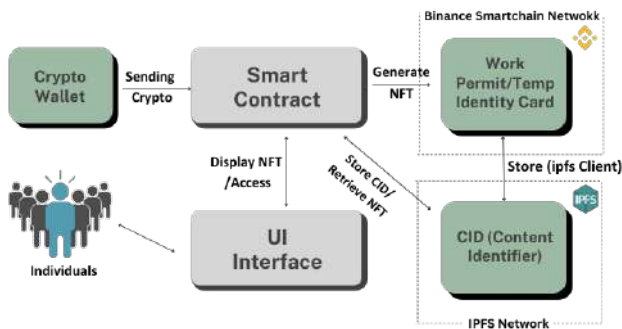 Binance Smartchain Netwokk
Crypto
Wallet
Sending
Crypto
Smart
Contract
Generate
NFT
Work
Permit/Temp
Identity Card
Display NFT
/Access
Store CID/
Retrieve NFT
Store (ipfs Client)
IPFS
Individuals
UI
Interface
CID (Content
Identifier)
IPFS Network